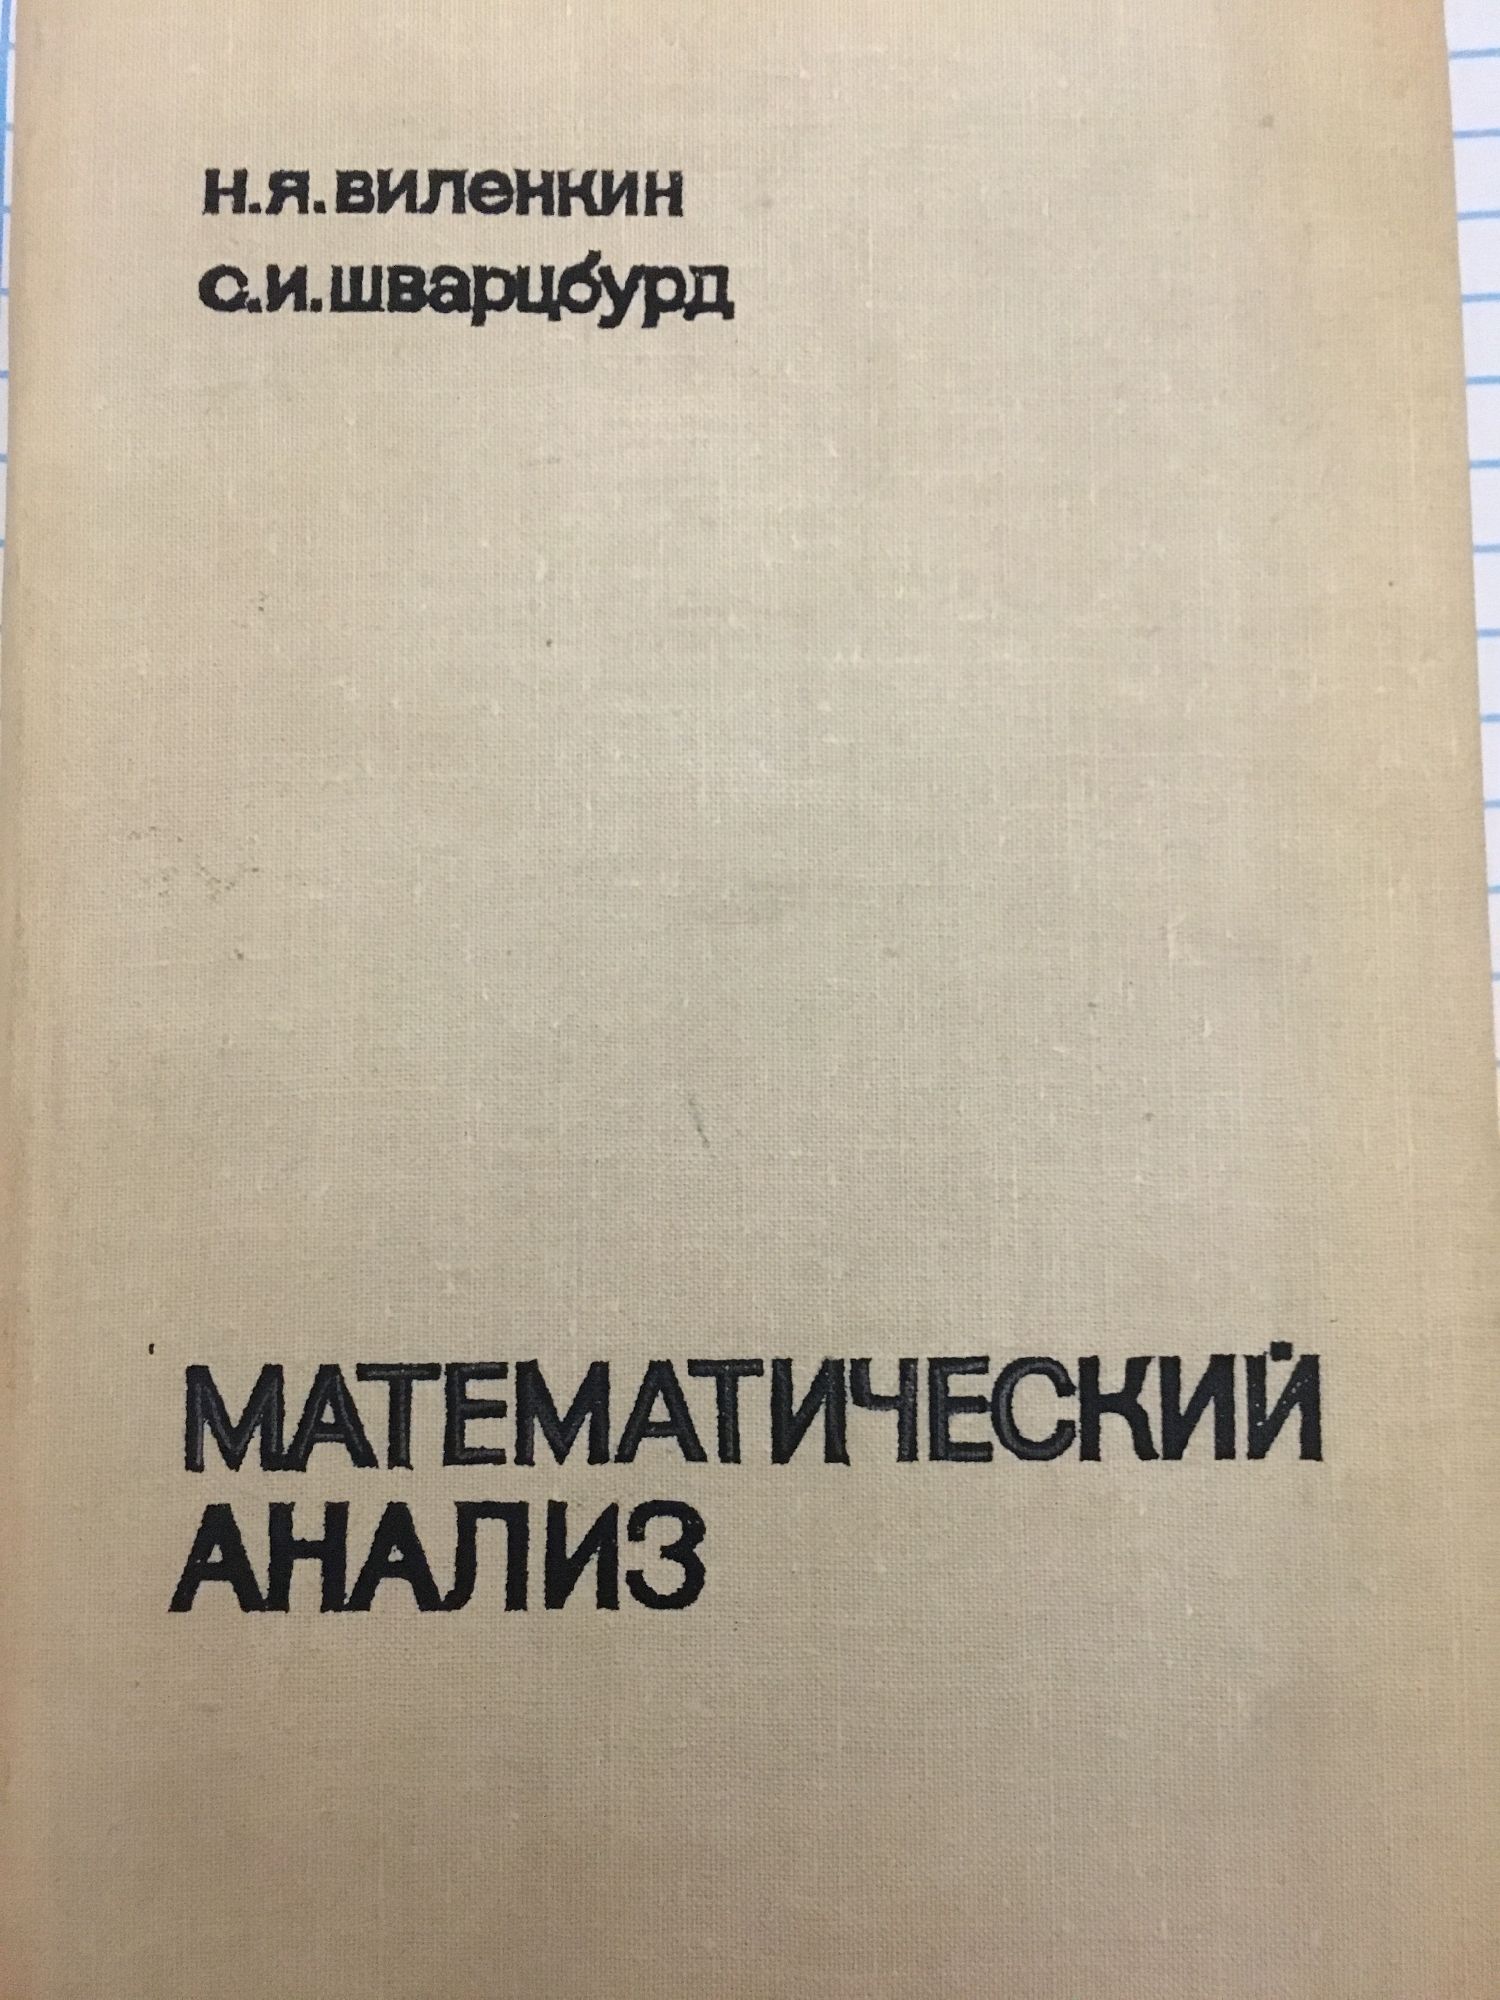 Н.Я.ВИЛЕНКИН
С.И.ШВАРЦБУРД
МАТЕМАТИЧЕСКИЙ
АНАЛИЗ